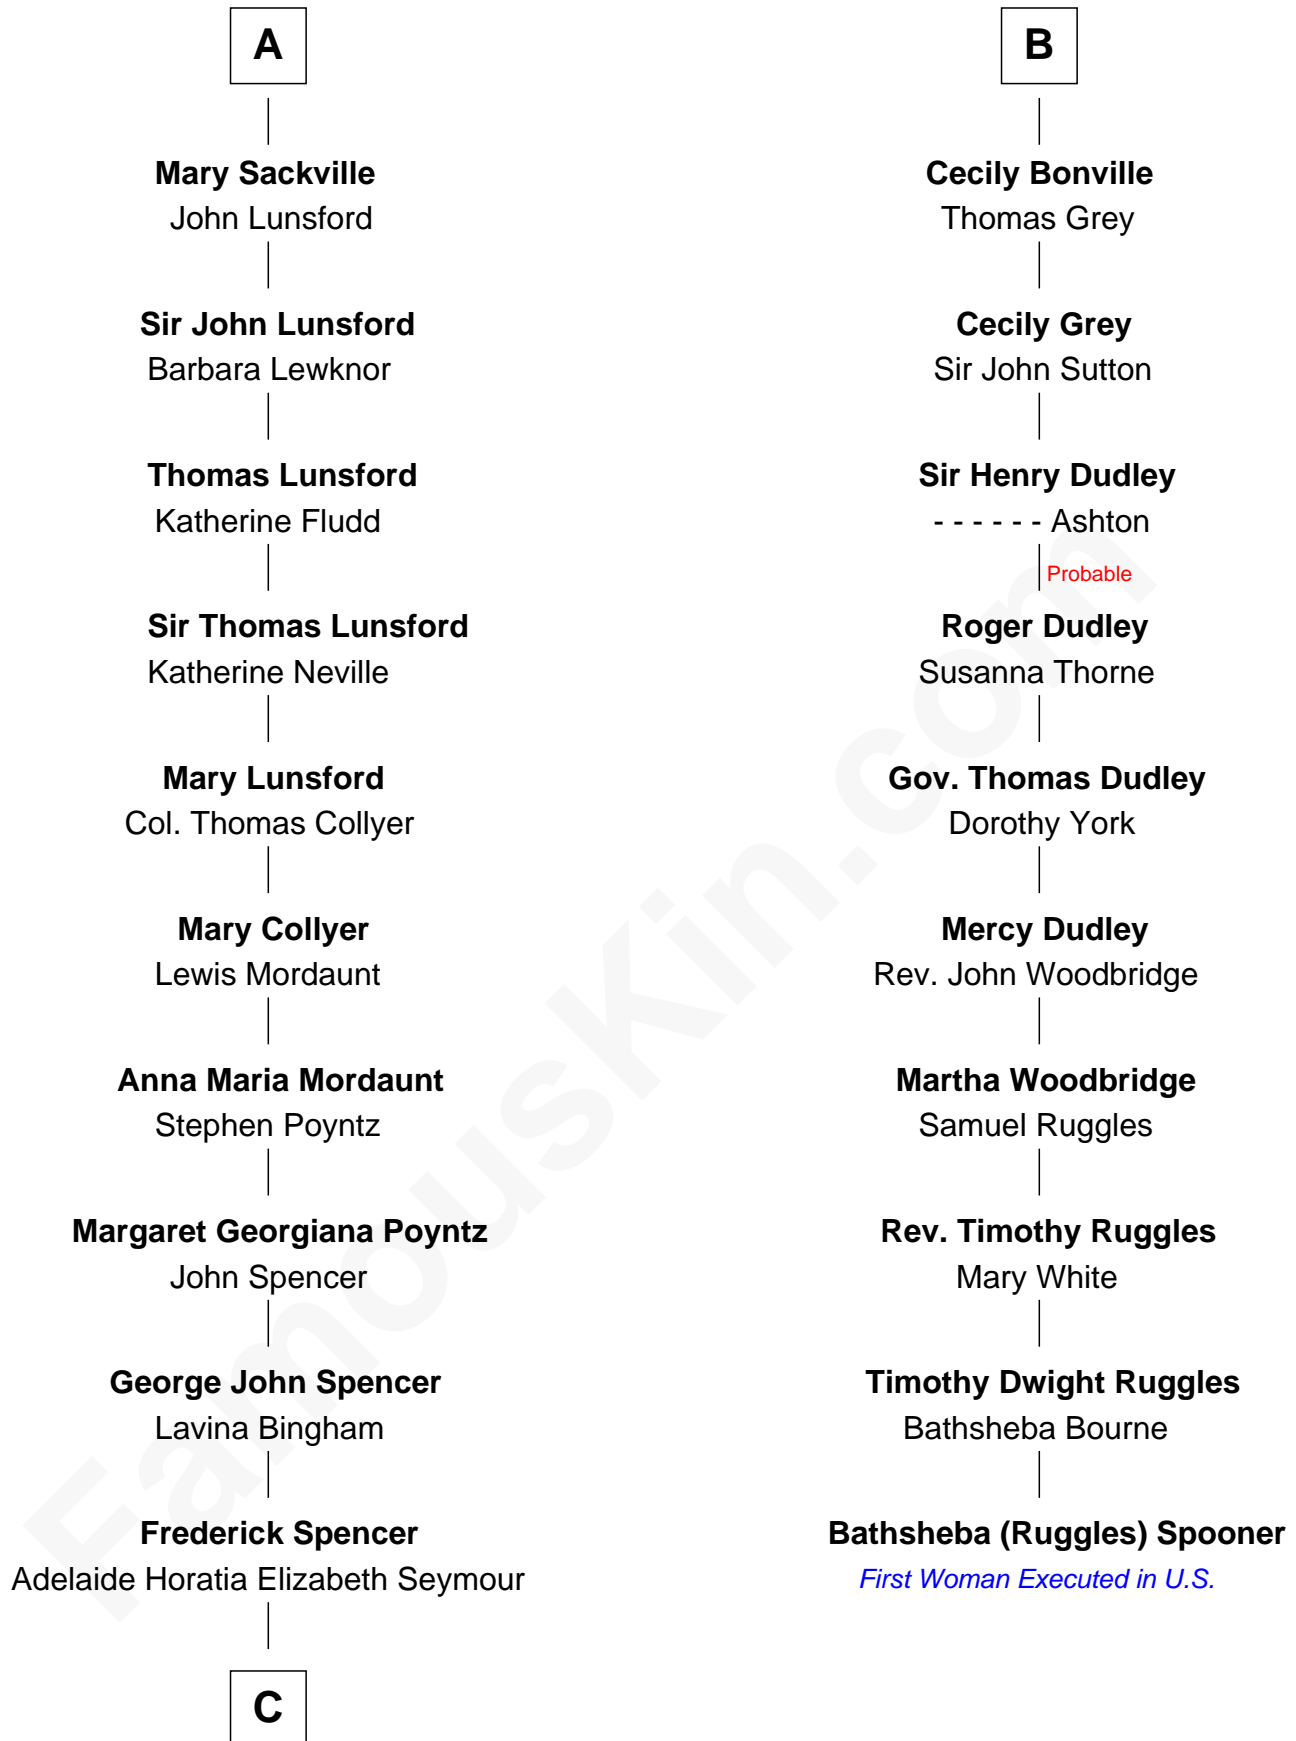 A
Mary Sackville
John Lunsford
Sir John Lunsford
Barbara Lewknor
Thomas Lunsford
Katherine Fludd
Sir Thomas Lunsford
Katherine Neville
Mary Lunsford
Col. Thomas Collyer
Mary Collyer
Lewis Mordaunt
Anna Maria Mordaunt
Stephen Poyntz
Margaret Georgiana Poyntz
John Spencer
George John Spencer
Lavina Bingham
Frederick Spencer
Adelaide Horatia Elizabeth Seymour
C
B
Cecily Bonville
Thomas Grey
Cecily Grey
Sir John Sutton
Sir Henry Dudley
- - - - - - Ashton
Probable
Roger Dudley
Susanna Thorne
Gov. Thomas Dudley
Dorothy York
Mercy Dudley
Rev. John Woodbridge
Martha Woodbridge
Samuel Ruggles
Rev. Timothy Ruggles
Mary White
Timothy Dwight Ruggles
Bathsheba Bourne
Bathsheba (Ruggles) Spooner
First Woman Executed in U.S.
FamousKin.com